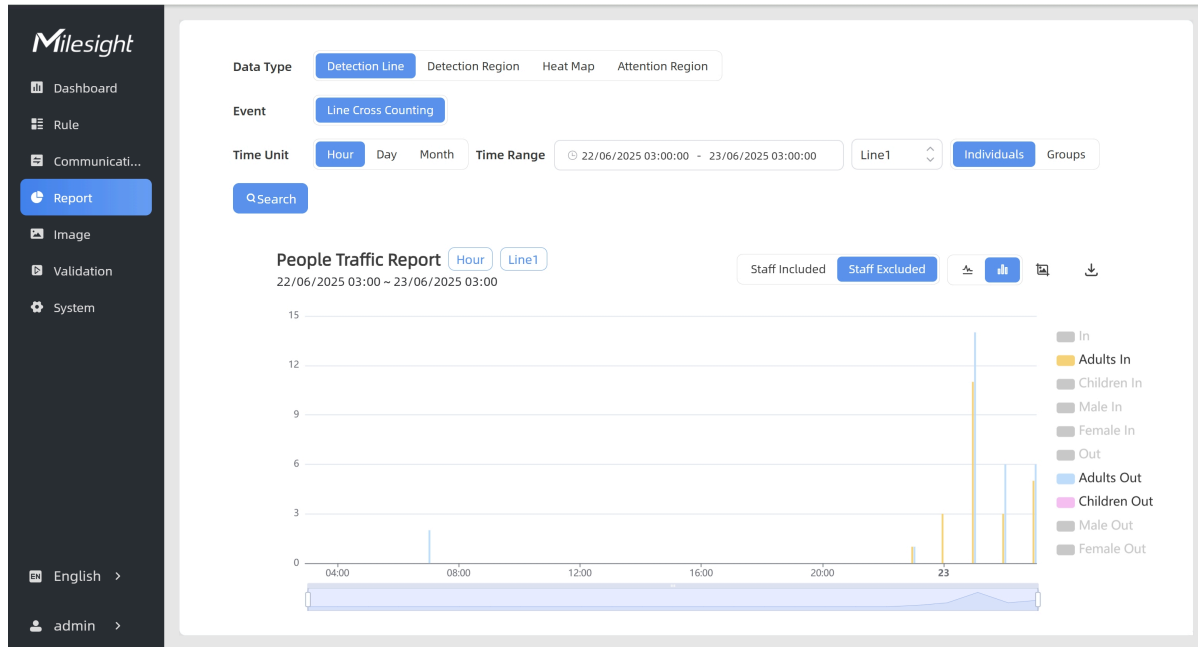 Milesight
Dashboard
Rule
Communicati...
Report
Image
Validation
System
EN English >
admin >
Data Type Detection Line Detection Region Heat Map Attention Region
Event Line Cross Counting
Time Unit Hour Day Month Time Range 22/06/2025 03:00:00 - 23/06/2025 03:00:00 Line1 Individuals Groups
Search
People Traffic Report Hour Line1
22/06/2025 03:00 ~ 23/06/2025 03:00
Staff Included Staff Excluded
15
12
9
6
3
0
04:00 08:00 12:00 16:00 20:00 23
In
Adults In
Children In
Male In
Female In
Out
Adults Out
Children Out
Male Out
Female Out